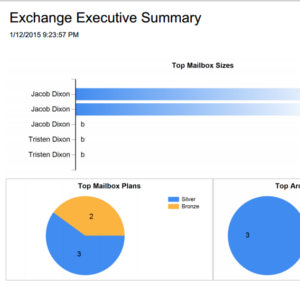 Exchange Executive Summary
1/12/2015 9:23:57 PM
Top Mailbox Sizes
Jacob Dixon
Jacob Dixon
Jacob Dixon b
Tristen Dixon b
Tristen Dixon b
Top Mailbox Plans
2
3
Silver
Bronze
Top Ar
3